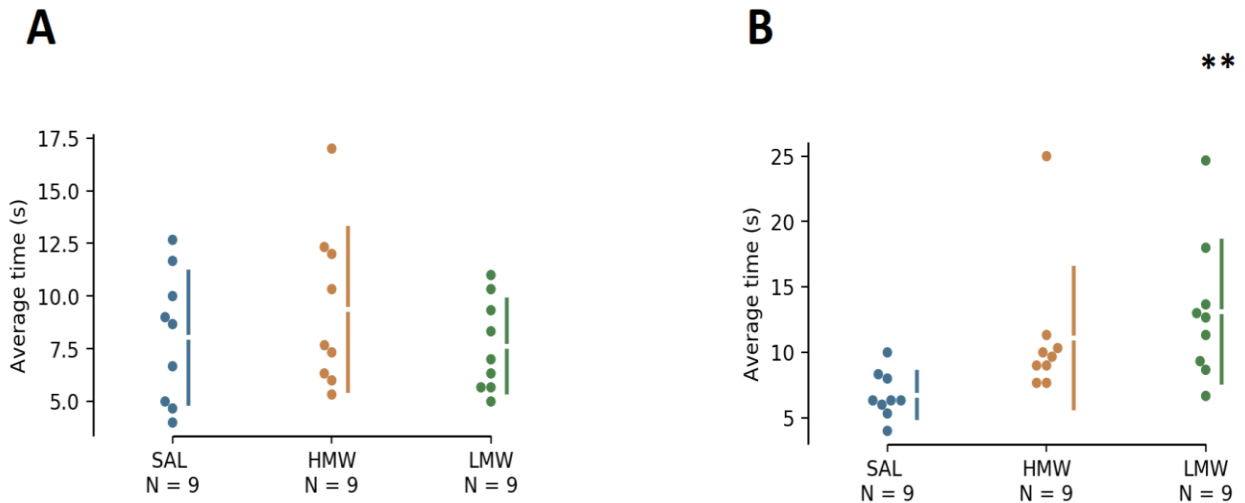 A
Average time (s)
17.5
15.0
12.5
10.0
7.5
5.0
SAL
N = 9
HMW
N = 9
LMW
N = 9
B
**
Average time (s)
25
20
15
10
5
SAL
N = 9
HMW
N = 9
LMW
N = 9